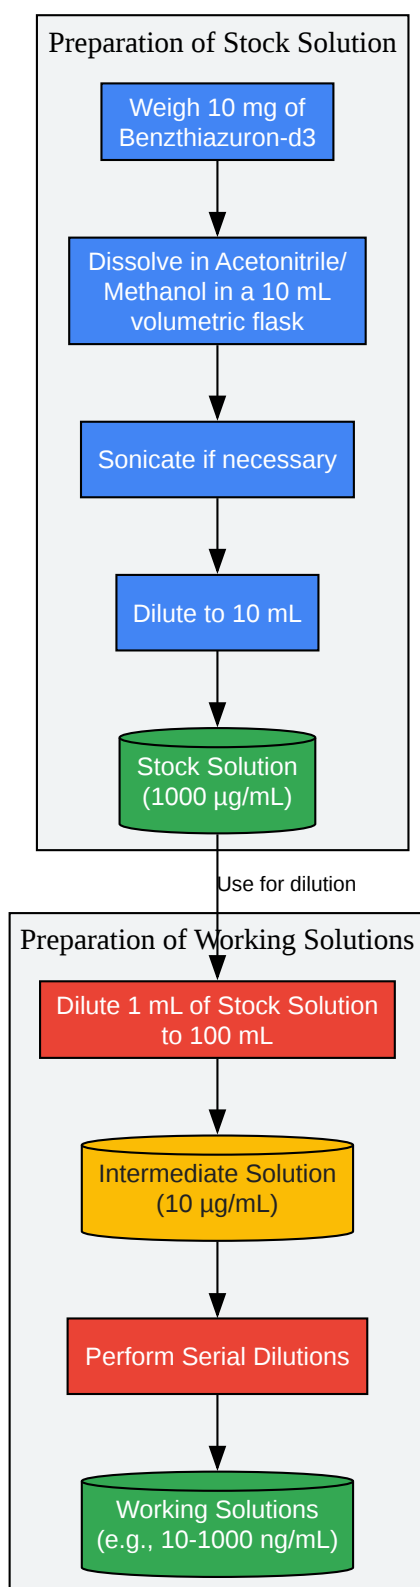 Preparation of Stock Solution
Weigh 10 mg of
Benzthiazuron-d3
Dissolve in Acetonitrile/
Methanol in a 10 mL
volumetric flask
Sonicate if necessary
Dilute to 10 mL
Stock Solution
(1000 µg/mL)
Use for dilution
Preparation of Working Solutions
Dilute 1 mL of Stock Solution
to 100 mL
Intermediate Solution
(10 µg/mL)
Perform Serial Dilutions
Working Solutions
(e.g., 10-1000 ng/mL)